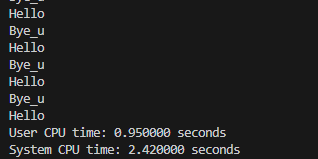 Bye_u
Hello
Bye_u
Hello
Bye_u
Hello
Bye_u
Hello
User CPU time: 0.950000 seconds
System CPU time: 2.420000 seconds